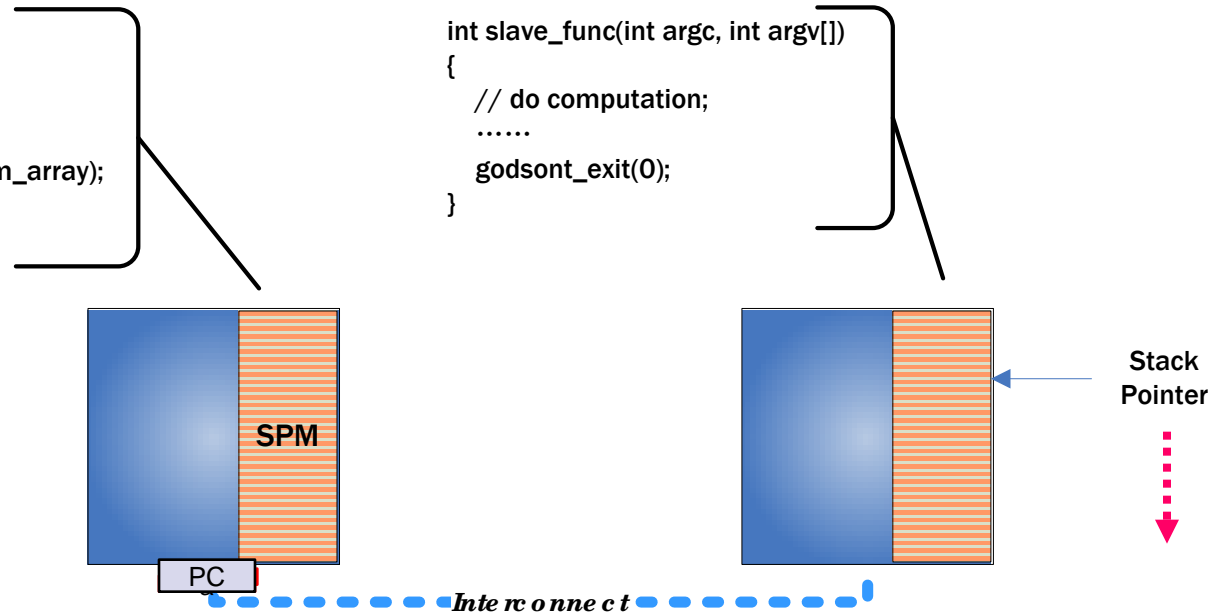 int slave_func(int argc, int argv[])
{
// do computation;
……
m_array);
godsont_exit(0);
}
Stack
Pointer
SPM
PC
Interconnect